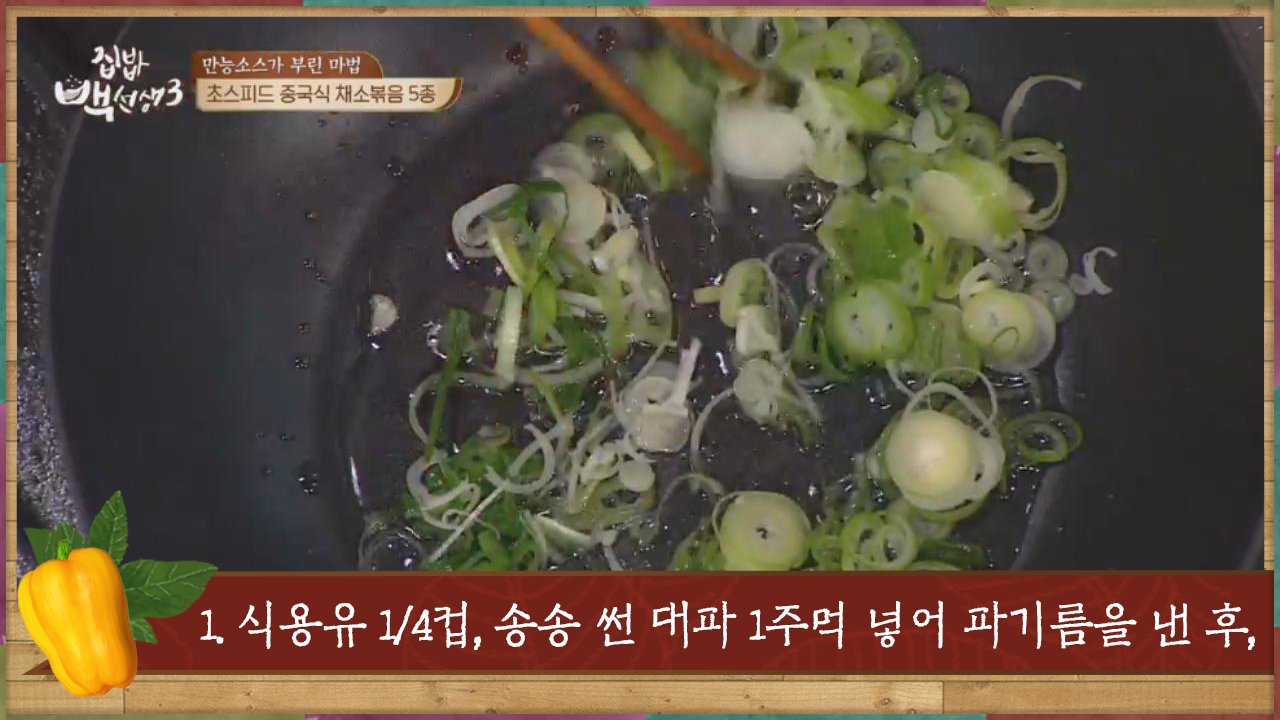 집밥
백선생3
만능소스가 부린 마법
초스피드 중국식 채소볶음 5종
1. 식용유 1/4컵, 송송 썬 대파 1주먹 넣어 파기름을 낸 후,